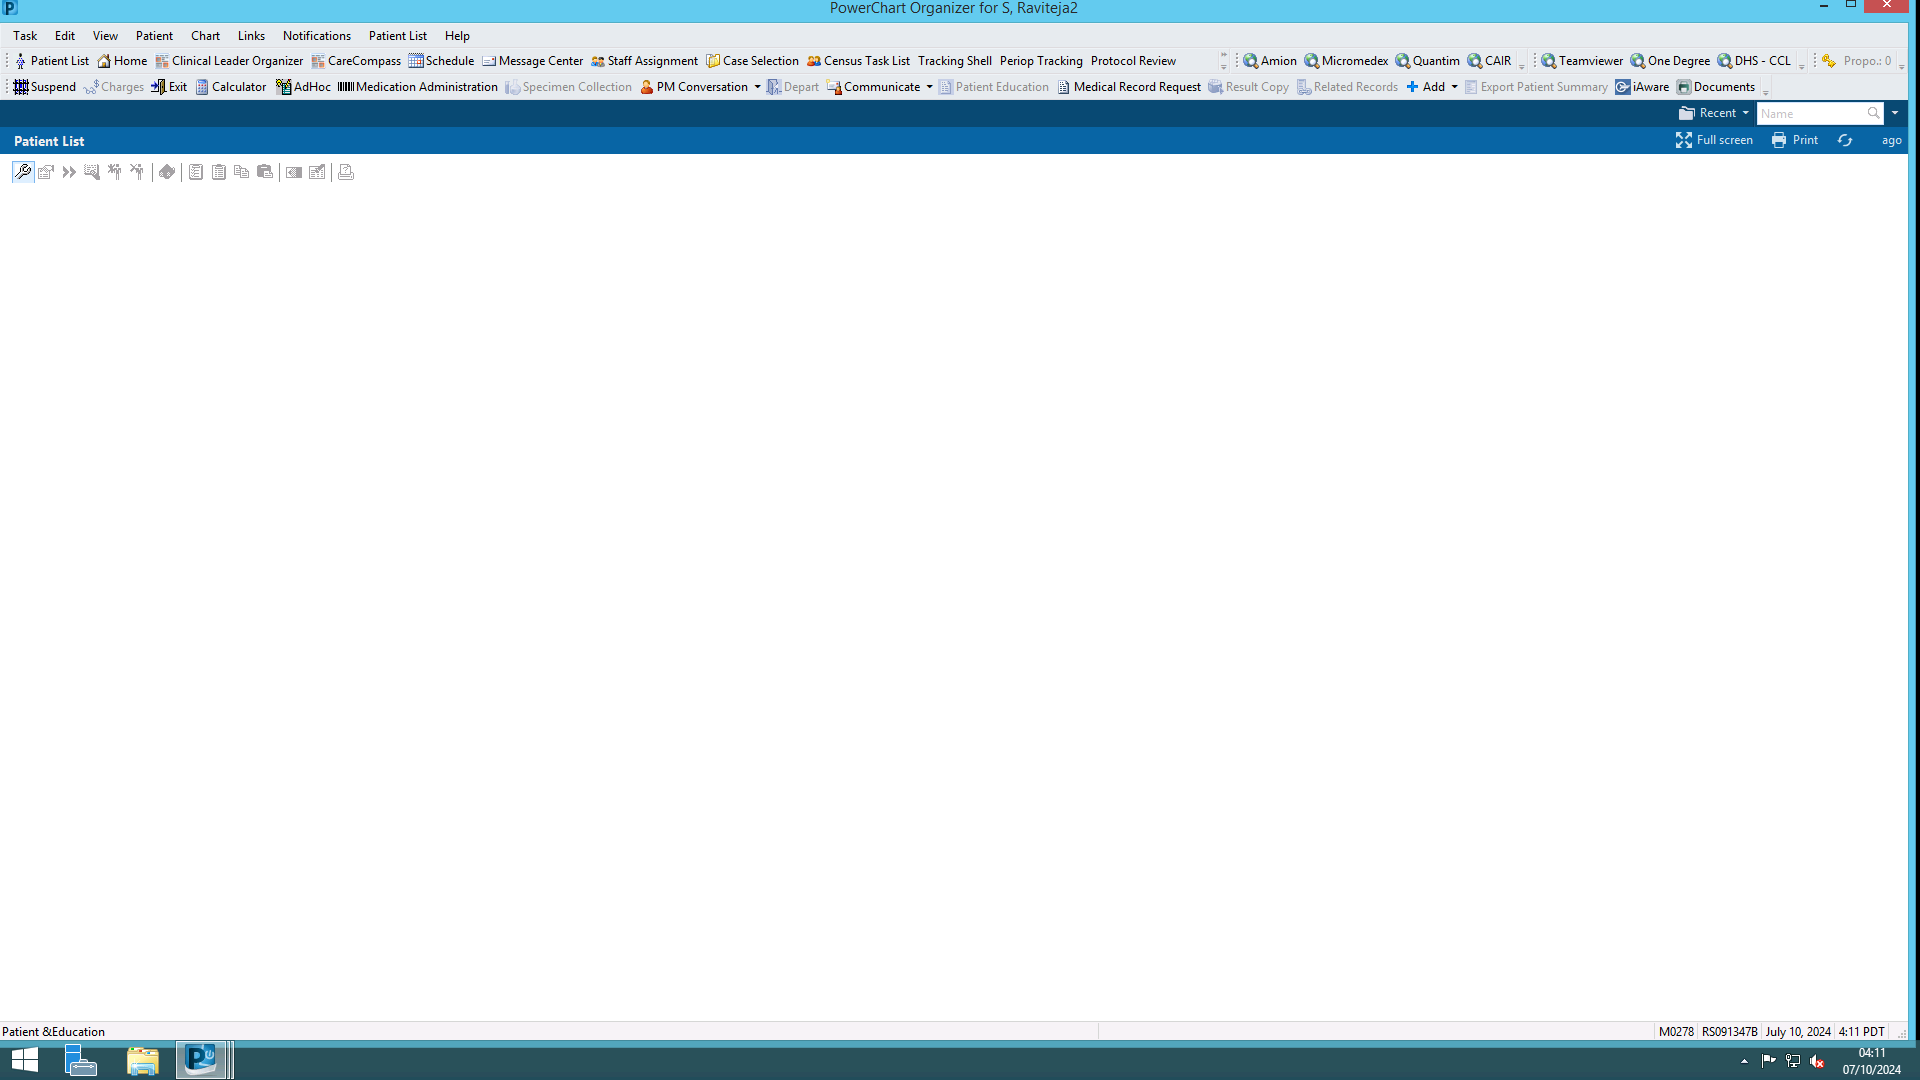 PowerChart Organizer for S, Raviteja2
Task Edit View Patient Chart Links Notifications Patient List Help
Patient List Home Clinical Leader Organizer CareCompass Schedule Message Center Staff Assignment Case Selection Census Task List Tracking Shell Periop Tracking Protocol Review Amion Micromedex Quantim CAIR Teamviewer One Degree DHS - CCL Propo.: 0
Suspend Charges Exit Calculator AdHoc Medication Administration Specimen Collection PM Conversation Depart Communicate Patient Education Medical Record Request Result Copy Related Records Add Export Patient Summary iAware Documents
Recent Name
Patient List Full screen Print ago
Patient &Education M0278 RS091347B July 10, 2024 4:11 PDT
04:11
07/10/2024